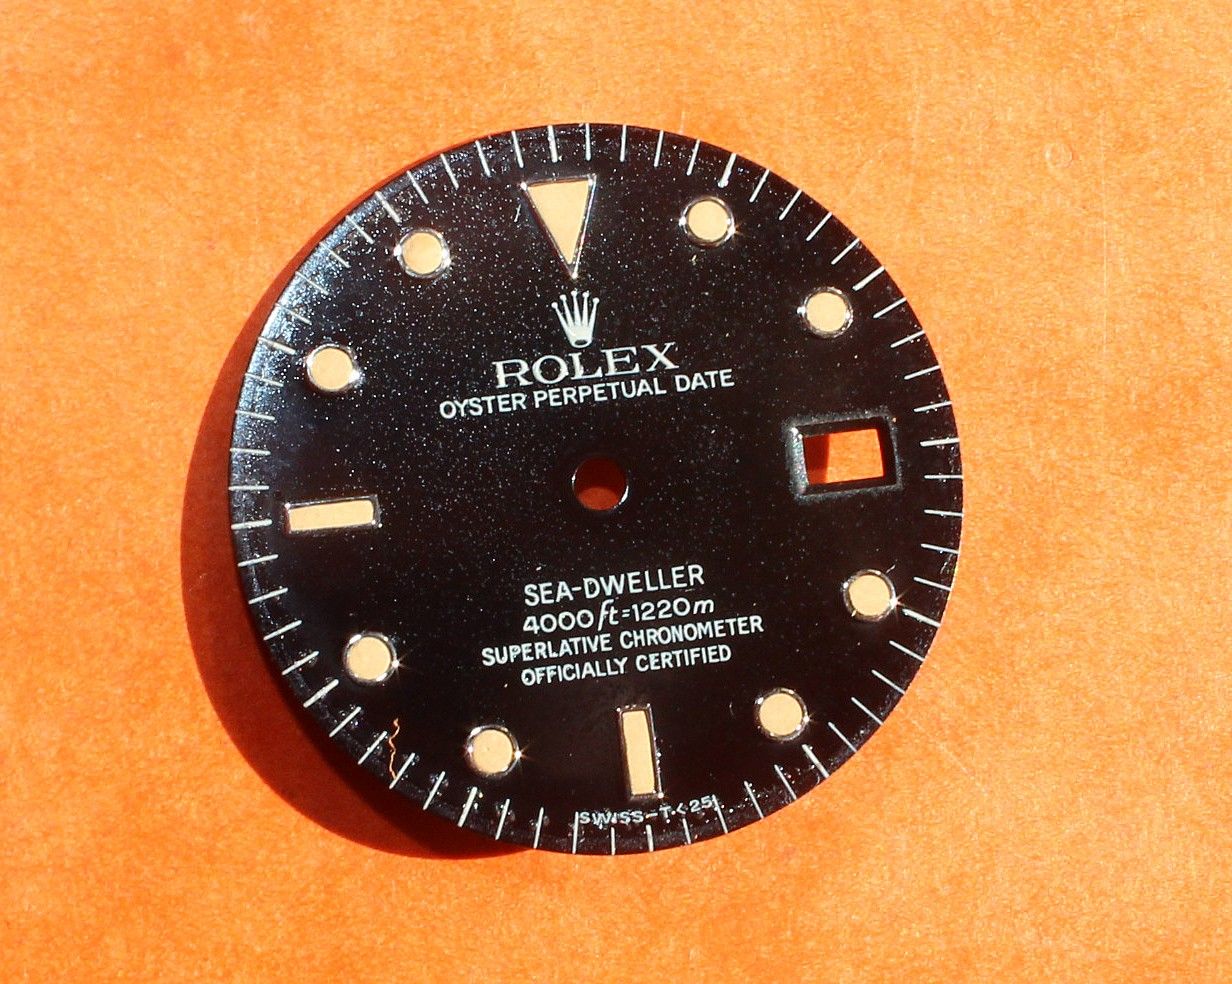 ROLEX
OYSTER PERPETUAL DATE
SEA-DWELLER
4000ft=1220m
SUPERLATIVE CHRONOMETER
OFFICIALLY CERTIFIED
SWISS-T<25